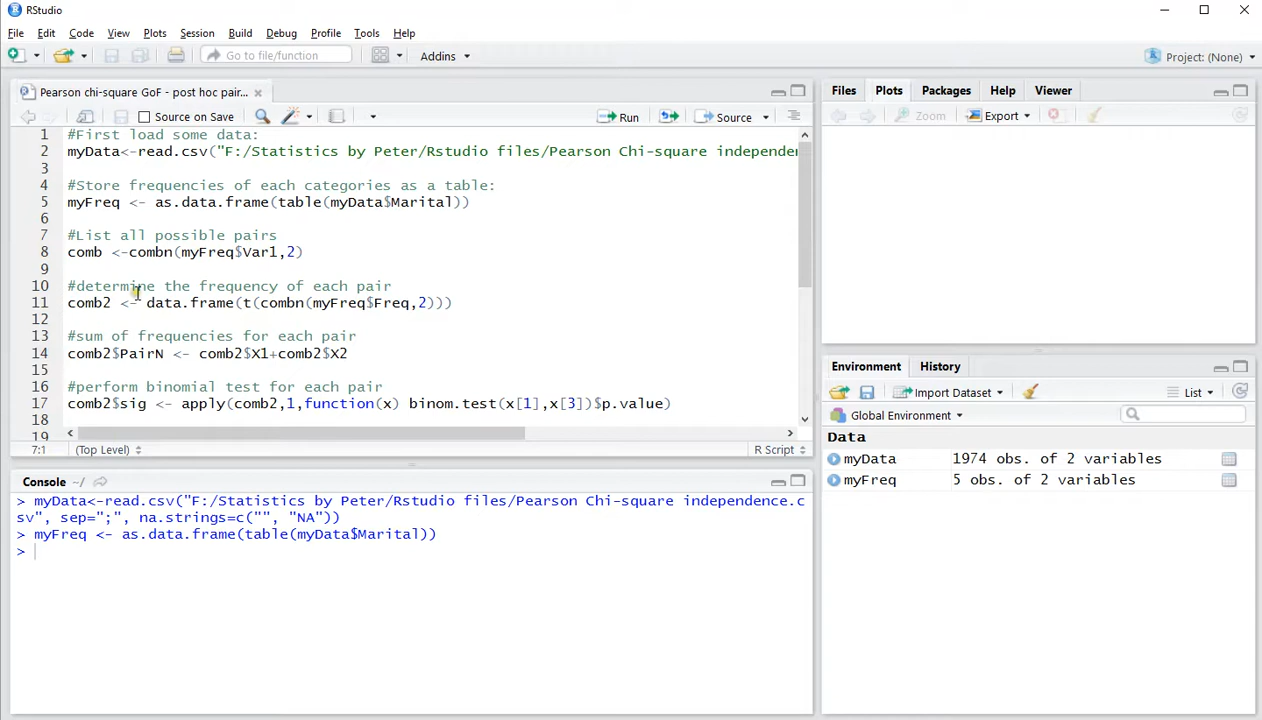 RStudio
File Edit Code View Plots Session Build Debug Profile Tools Help
Go to file/function Addins Project: (None)
Pearson chi-square GoF - post hoc pair...
Source on Save Run Source
1 #First load some data:
2 myData<-read.csv("F:/Statistics by Peter/Rstudio files/Pearson Chi-square independen
3
4 #Store frequencies of each categories as a table:
5 myFreq <- as.data.frame(table(myData$Marital))
6
7 #List all possible pairs
8 comb <-combn(myFreq$Var1,2)
9
10 #determine the frequency of each pair
11 comb2 <- data.frame(t(combn(myFreq$Freq,2)))
12
13 #sum of frequencies for each pair
14 comb2$PairN <- comb2$X1+comb2$X2
15
16 #perform binomial test for each pair
17 comb2$sig <- apply(comb2,1,function(x) binom.test(x[1],x[3])$p.value)
18
19
7:1 (Top Level) R Script
Console ~/
> myData<-read.csv("F:/Statistics by Peter/Rstudio files/Pearson Chi-square independence.c
sv", sep=";", na.strings=c("", "NA"))
> myFreq <- as.data.frame(table(myData$Marital))
>
Files Plots Packages Help Viewer
Zoom Export
Environment History
Import Dataset List
Global Environment
Data
myData 1974 obs. of 2 variables
myFreq 5 obs. of 2 variables